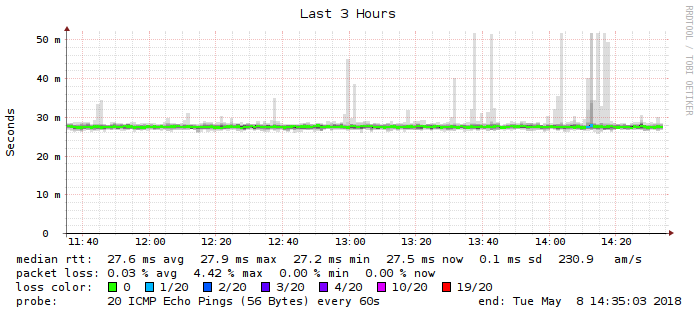 Last 3 Hours
RRDTOOL / TOBI OETIKER
Seconds
50 m
40 m
30 m
20 m
10 m
0
11:40 12:00 12:20 12:40 13:00 13:20 13:40 14:00 14:20
median rtt: 27.6 ms avg 27.9 ms max 27.2 ms min 27.5 ms now 0.1 ms sd 230.9 am/s
packet loss: 0.03 % avg 4.42 % max 0.00 % min 0.00 % now
loss color: 0 1/20 2/20 3/20 4/20 10/20 19/20
probe: 20 ICMP Echo Pings (56 Bytes) every 60s end: Tue May 8 14:35:03 2018